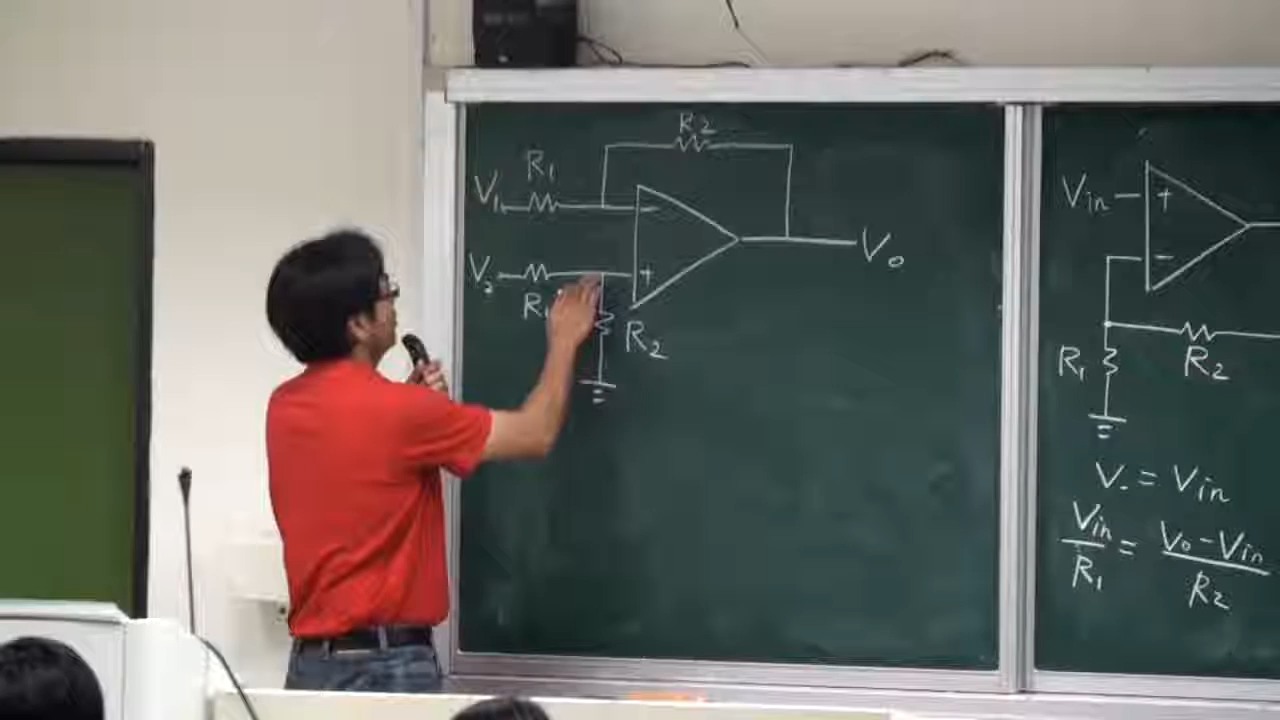 R₂
R₁
V₁
−
V₂
+
V₀
R₁
R₂
Vin
+
−
R₁
R₂
V₋ = Vin
Vin/R₁ = (V₀ − Vin)/R₂